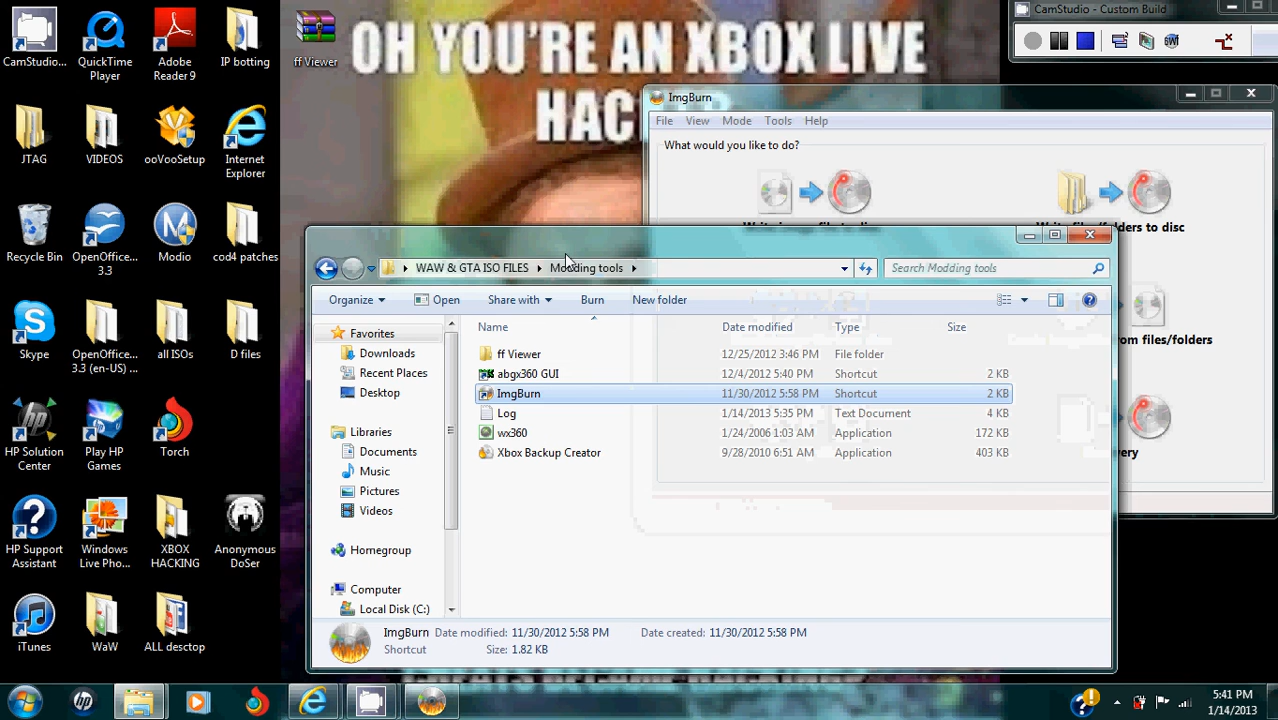 CamStudio...
QuickTime Player
Adobe Reader 9
IP botting
ff Viewer
JTAG
VIDEOS
ooVooSetup
Internet Explorer
Recycle Bin
OpenOffice... 3.3
Modio
cod4 patches
Skype
OpenOffice... 3.3 (en-US) ...
all ISOs
D files
HP Solution Center
Play HP Games
Torch
HP Support Assistant
Windows Live Pho...
XBOX HACKING
Anonymous DoSer
iTunes
WaW
ALL desctop
OH YOU'RE AN XBOX LIVE
HAC
CamStudio - Custom Build
ImgBurn
File View Mode Tools Help
What would you like to do?
ders to disc
om files/folders
WAW & GTA ISO FILES Modding tools
Search Modding tools
Organize Open Share with Burn New folder
Name Date modified Type Size
ff Viewer 12/25/2012 3:46 PM File folder
abgx360 GUI 12/4/2012 5:40 PM Shortcut 2 KB
ImgBurn 11/30/2012 5:58 PM Shortcut 2 KB
Log 1/14/2013 5:35 PM Text Document 4 KB
wx360 1/24/2006 1:03 AM Application 172 KB
Xbox Backup Creator 9/28/2010 6:51 AM Application 403 KB
Favorites
Downloads
Recent Places
Desktop
Libraries
Documents
Music
Pictures
Videos
Homegroup
Computer
Local Disk (C:)
ImgBurn Date modified: 11/30/2012 5:58 PM Date created: 11/30/2012 5:58 PM
Shortcut Size: 1.82 KB
5:41 PM
1/14/2013